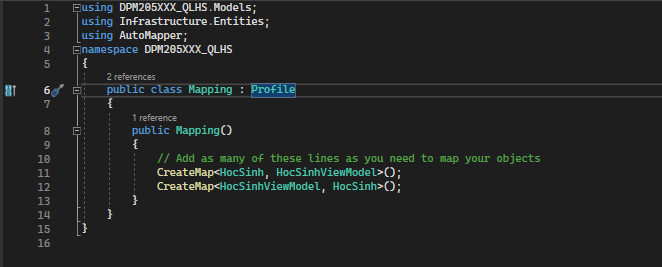 1 using DPM205XXX_QLHS.Models;
2 using Infrastructure.Entities;
3 using AutoMapper;
4 namespace DPM205XXX_QLHS
5 {
2 references
6 public class Mapping : Profile
7 {
1 reference
8 public Mapping()
9 {
10 // Add as many of these lines as you need to map your objects
11 CreateMap<HocSinh, HocSinhViewModel>();
12 CreateMap<HocSinhViewModel, HocSinh>();
13 }
14 }
15 }
16